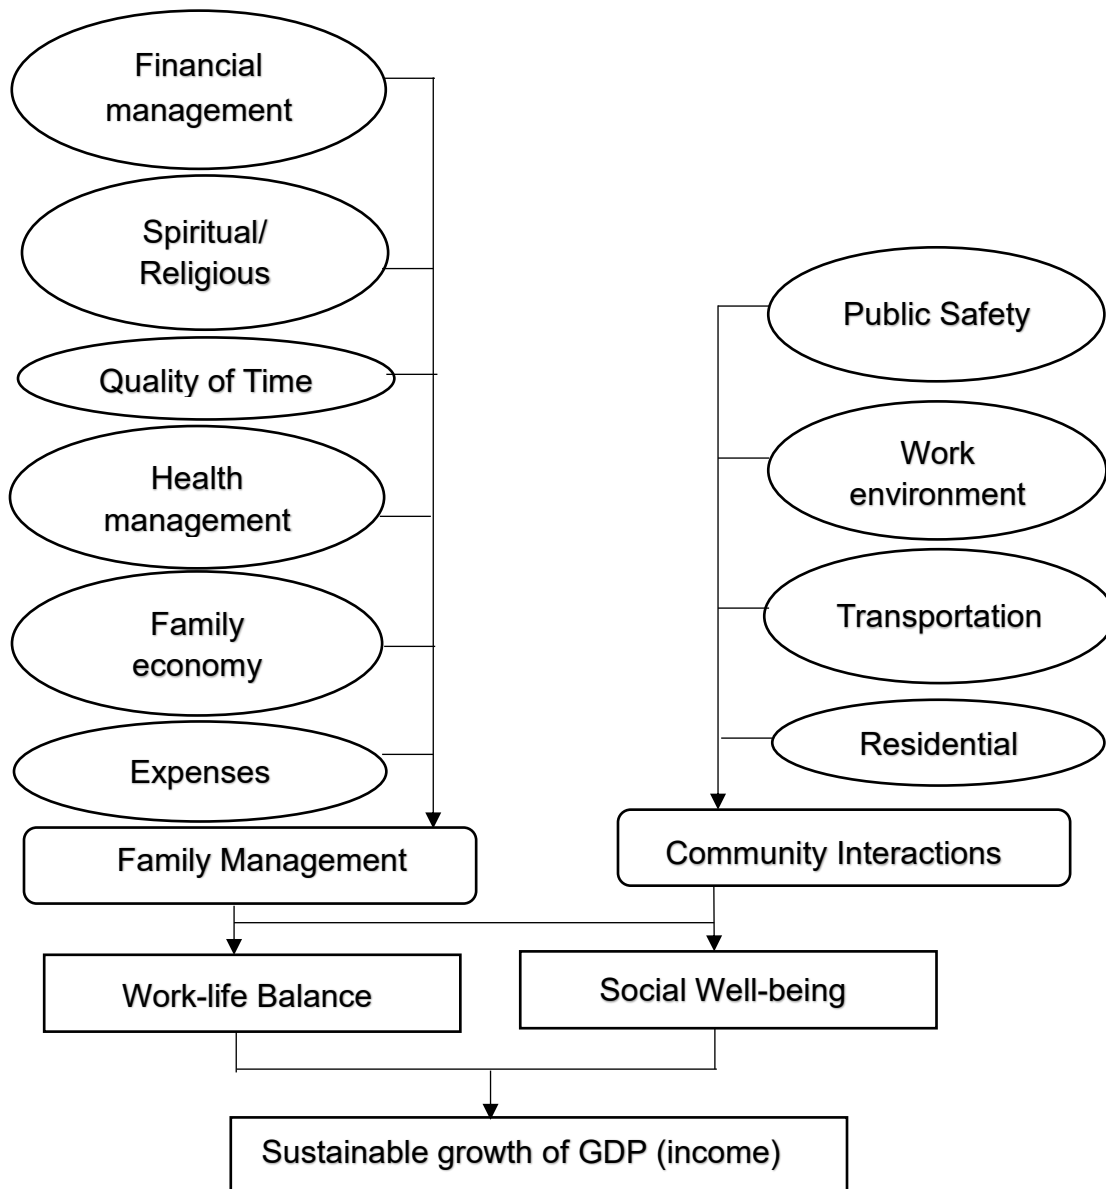 Financial
management
Spiritual/
Religious
Quality of Time
Health
management
Family
economy
Expenses
Public Safety
Work
environment
Transportation
Residential
Family Management
Community Interactions
Work-life Balance
Social Well-being
Sustainable growth of GDP (income)